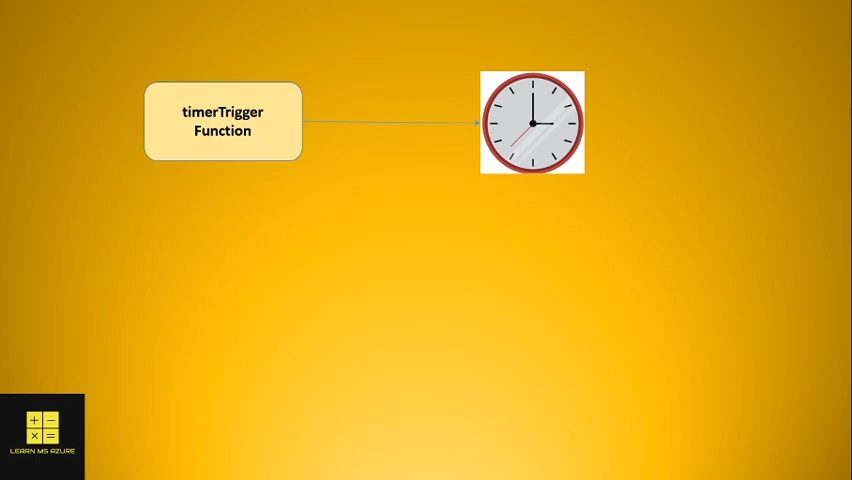 timerTrigger
Function
+ −
× =
LEARN MS AZURE